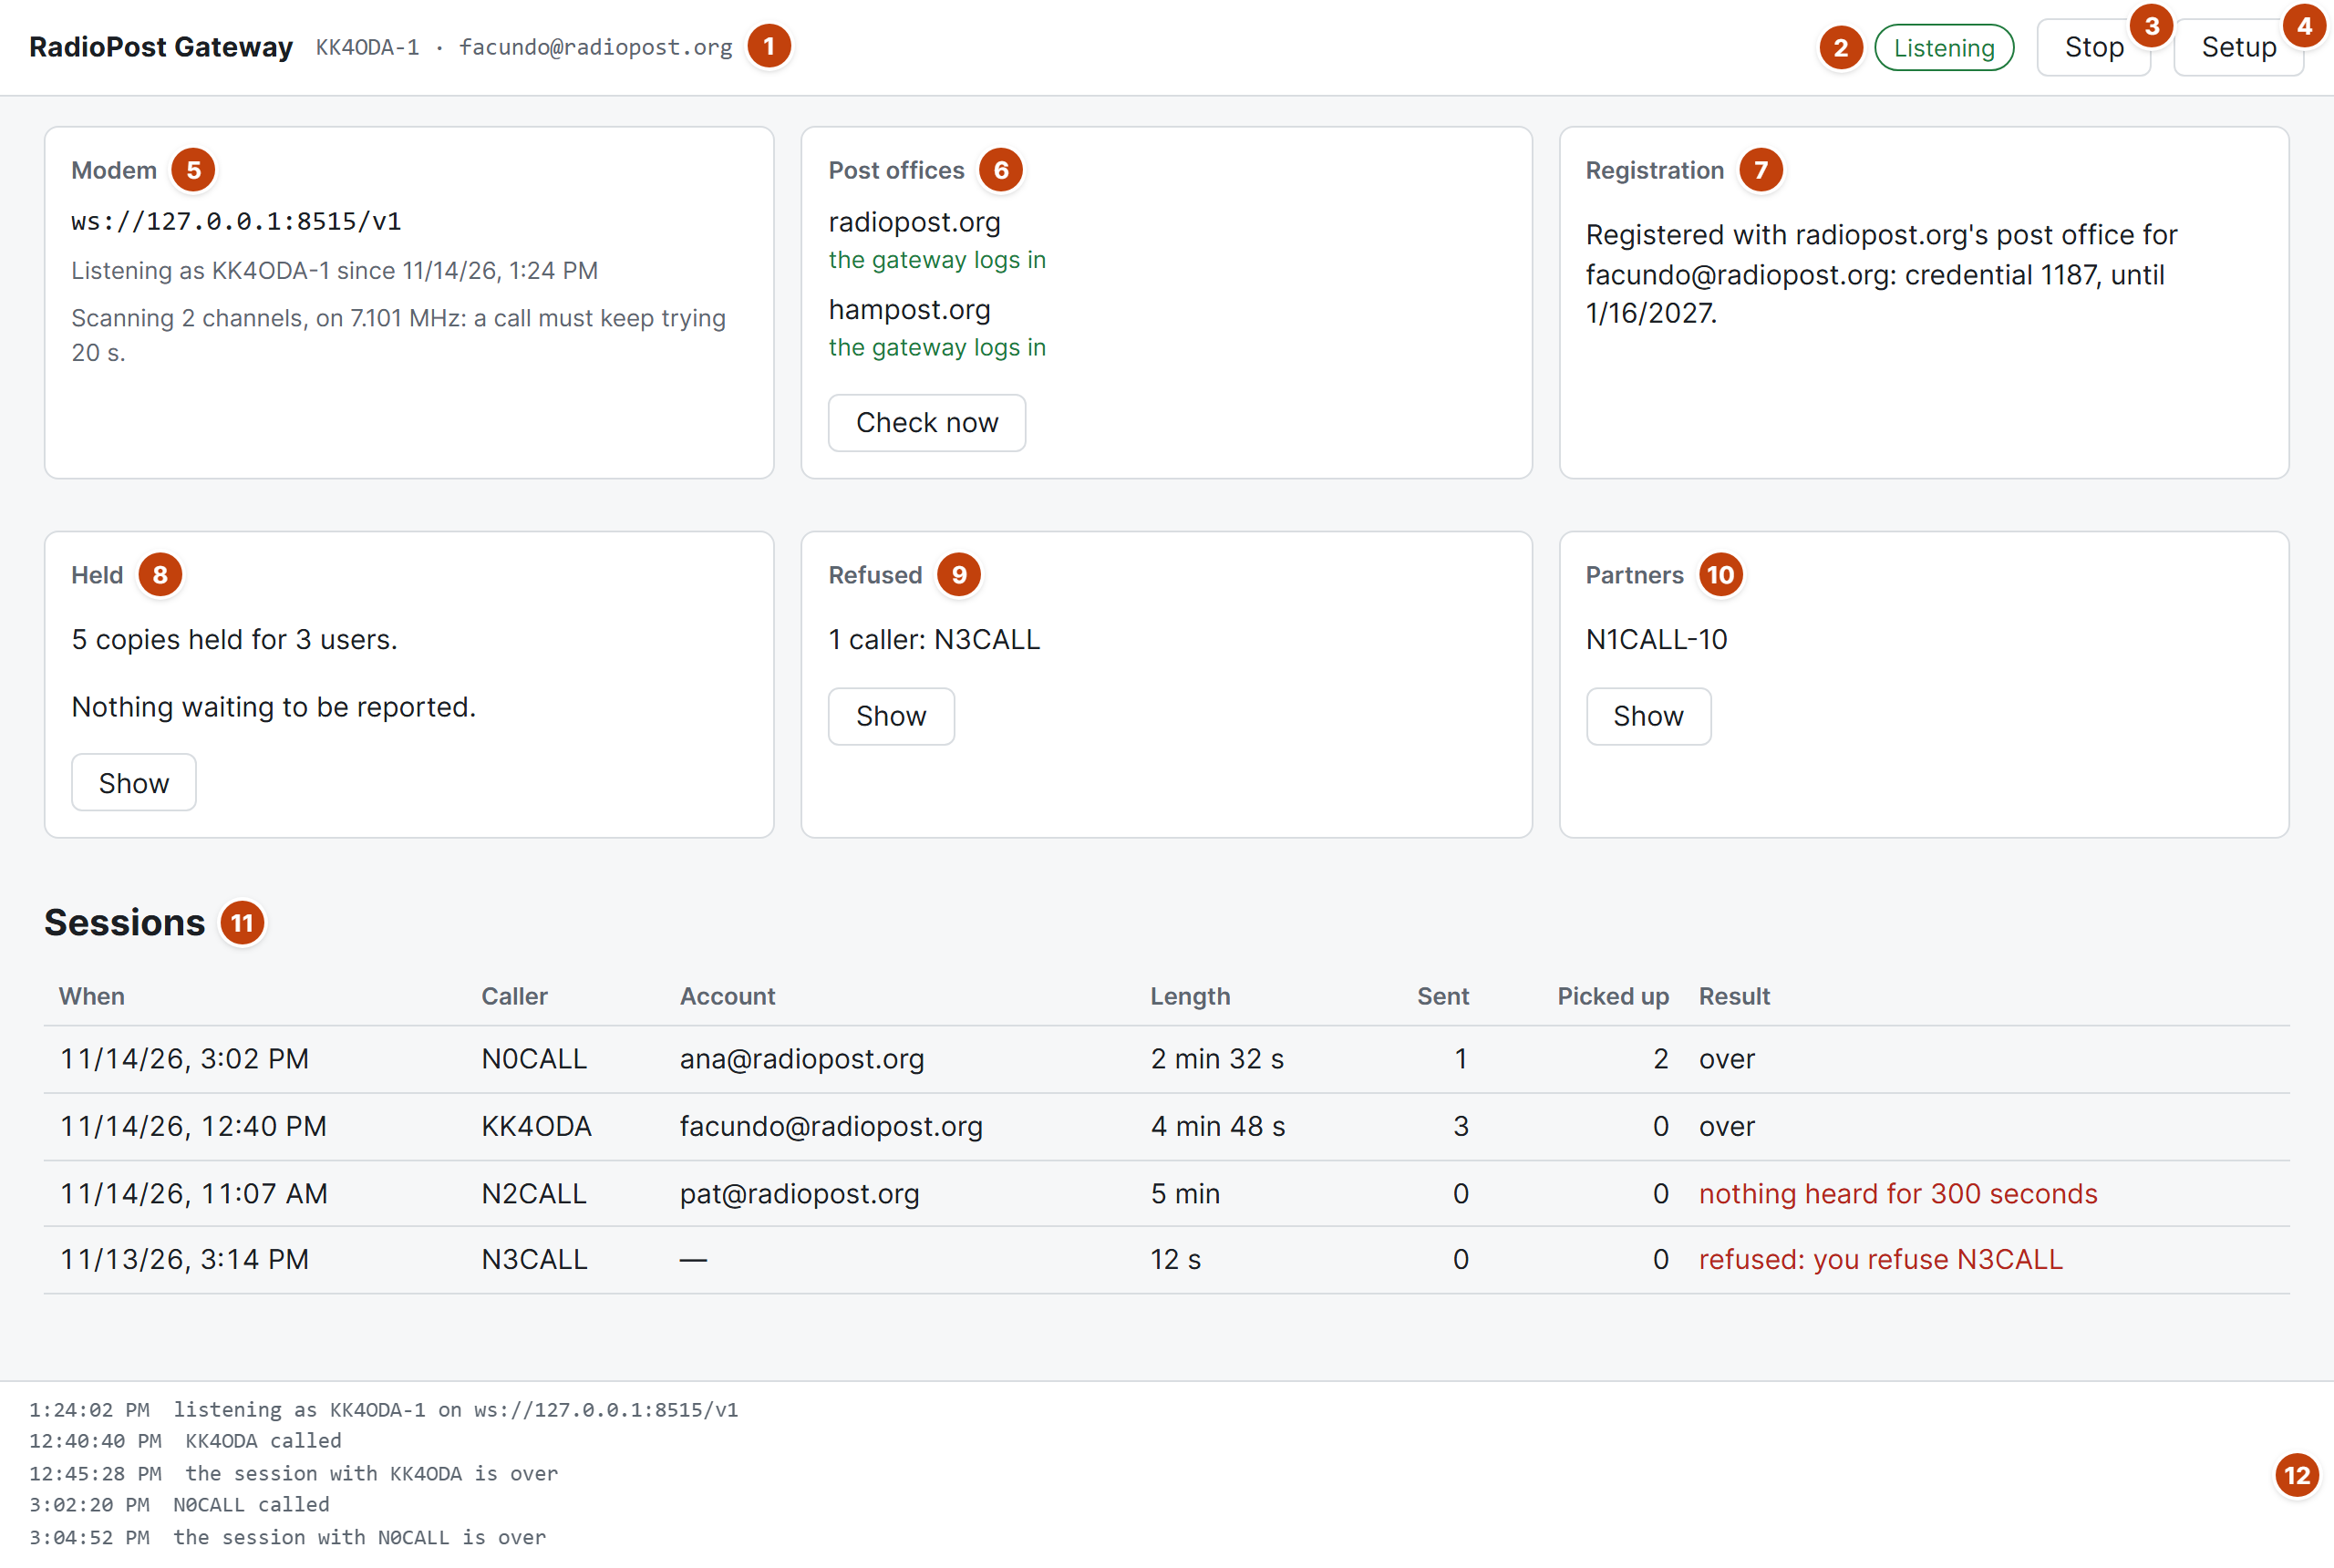 RadioPost Gateway KK4ODA-1 · facundo@radiopost.org 1 2 Listening Stop 3 Setup 4
Modem 5
ws://127.0.0.1:8515/v1
Listening as KK4ODA-1 since 11/14/26, 1:24 PM
Scanning 2 channels, on 7.101 MHz: a call must keep trying
20 s.
Post offices 6
radiopost.org
the gateway logs in
hampost.org
the gateway logs in
Check now
Registration 7
Registered with radiopost.org's post office for
facundo@radiopost.org: credential 1187, until
1/16/2027.
Held 8
5 copies held for 3 users.
Nothing waiting to be reported.
Show
Refused 9
1 caller: N3CALL
Show
Partners 10
N1CALL-10
Show
Sessions 11
When Caller Account Length Sent Picked up Result
11/14/26, 3:02 PM N0CALL ana@radiopost.org 2 min 32 s 1 2 over
11/14/26, 12:40 PM KK4ODA facundo@radiopost.org 4 min 48 s 3 0 over
11/14/26, 11:07 AM N2CALL pat@radiopost.org 5 min 0 0 nothing heard for 300 seconds
11/13/26, 3:14 PM N3CALL — 12 s 0 0 refused: you refuse N3CALL
1:24:02 PM listening as KK4ODA-1 on ws://127.0.0.1:8515/v1
12:40:40 PM KK4ODA called
12:45:28 PM the session with KK4ODA is over
3:02:20 PM N0CALL called
3:04:52 PM the session with N0CALL is over
12